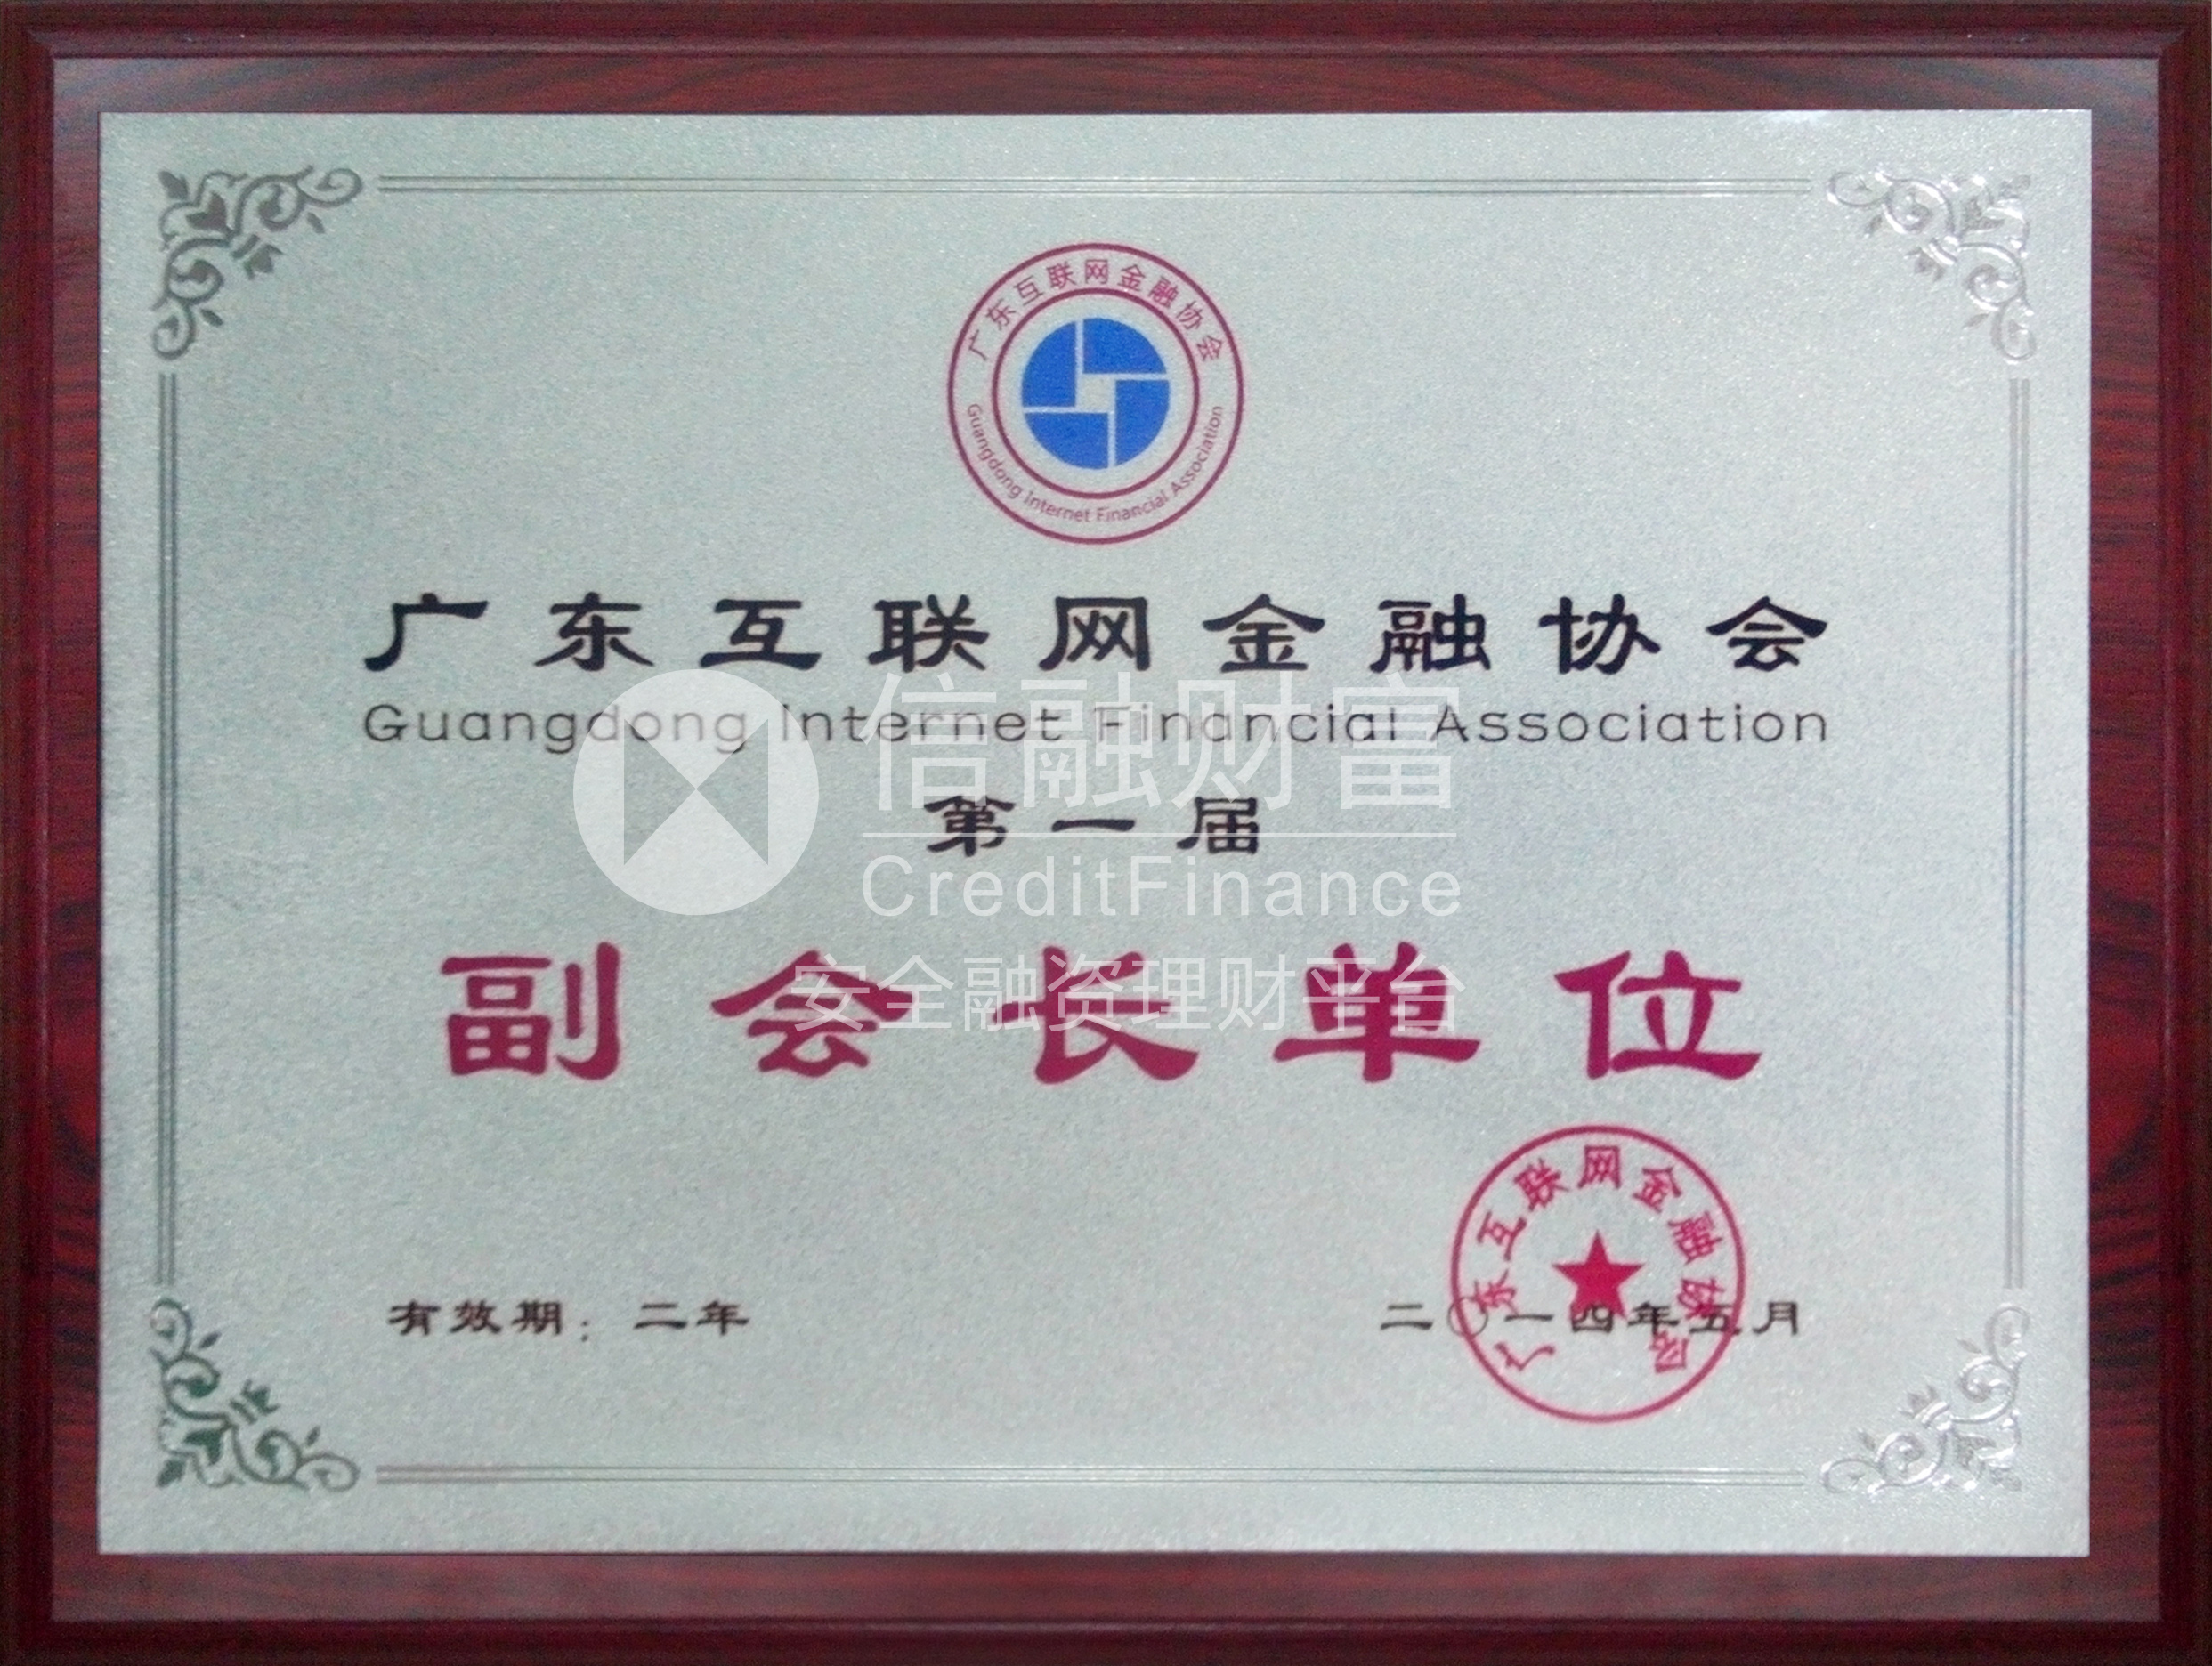 广东互联网金融协会
Guangdong Internet Financial Association
广东互联网金融协会
Guangdong Internet Financial Association
信融财富
第一届
CreditFinance
安全融资理财平台
副会长单位
广东互联网金融协会
有效期：二年
二〇一四年五月